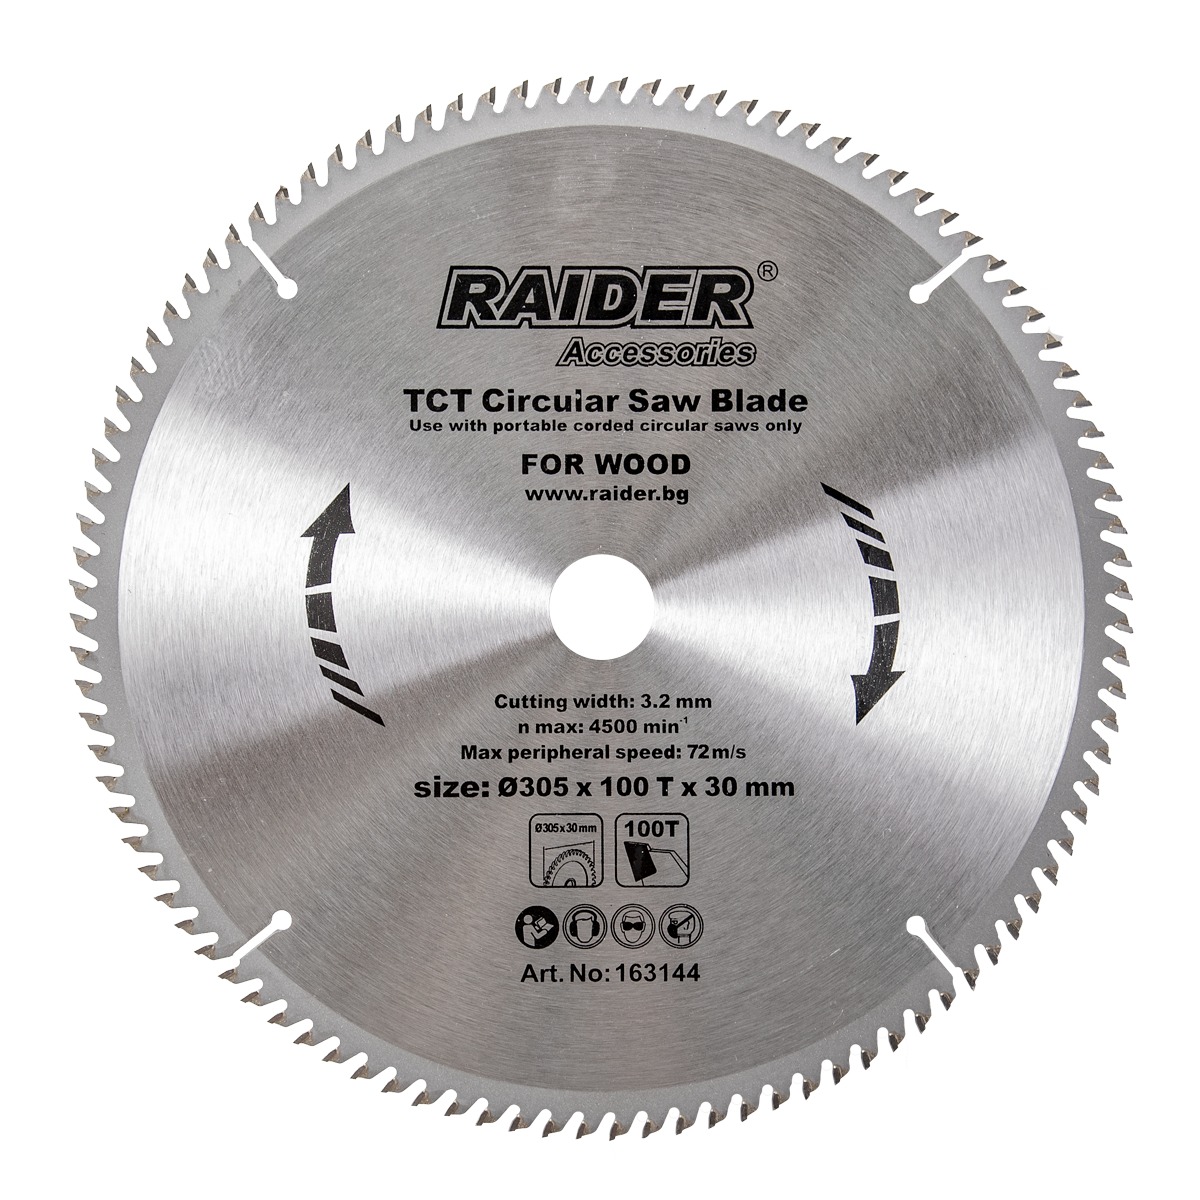 RAIDER®
Accessories
TCT Circular Saw Blade
Use with portable corded circular saws only
FOR WOOD
www.raider.bg
Cutting width: 3.2 mm
n max: 4500 min⁻¹
Max peripheral speed: 72m/s
size: Ø305 x 100 T x 30 mm
Ø305x30mm 100T
Art. No: 163144